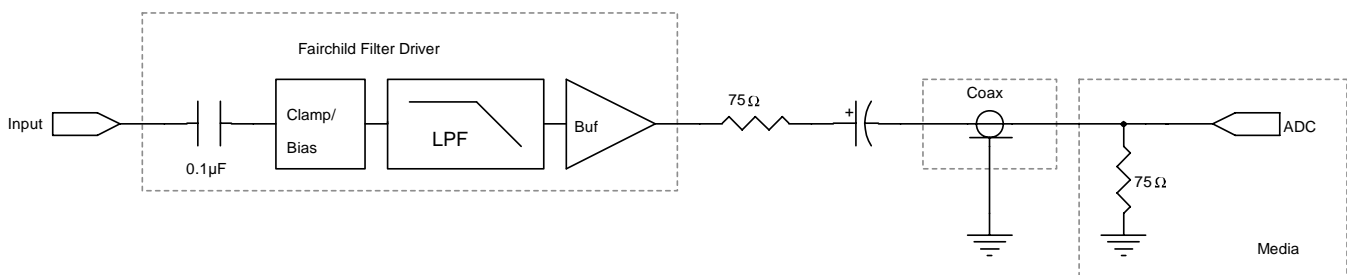 Fairchild Filter Driver
Input
0.1µF
Clamp/
Bias
LPF
Buf
75Ω
+
Coax
ADC
75Ω
Media